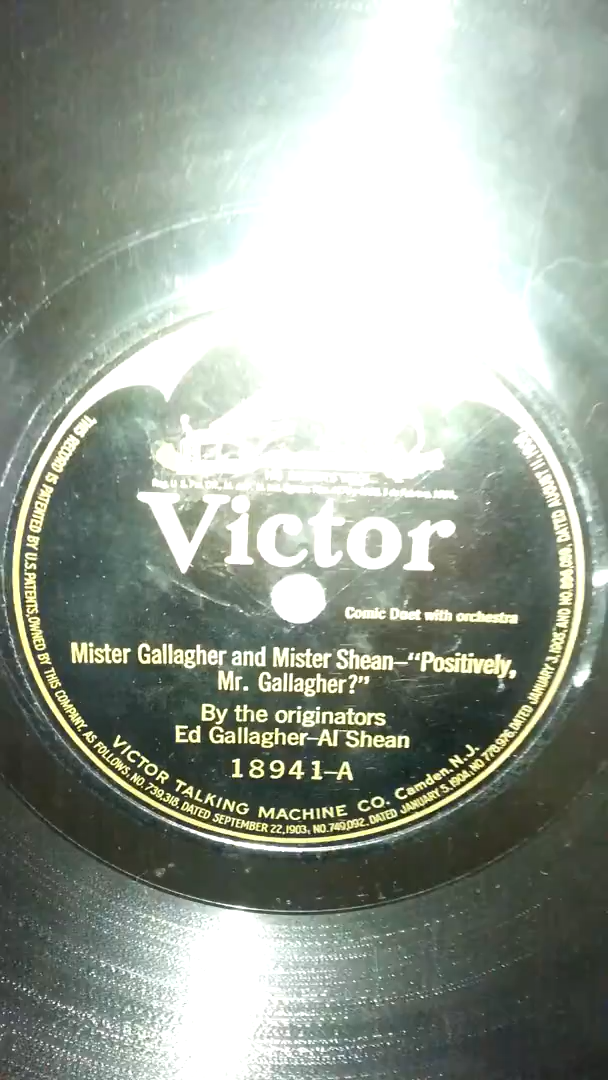 Victor
Comic Duet with orchestra
Mister Gallagher and Mister Shean–"Positively,
Mr. Gallagher?"
By the originators
Ed Gallagher–Al Shean
18941–A
VICTOR TALKING MACHINE CO. Camden, N.J.
THIS RECORD IS PATENTED BY U.S. PATENTS OWNED BY THIS COMPANY, AS FOLLOWS, NO. 739,318, DATED SEPTEMBER 22, 1903; NO. 749,092, DATED JANUARY 5, 1904, NO. 778,976, DATED JANUARY 3, 1905, AND NO. DATED AUGUST 11,